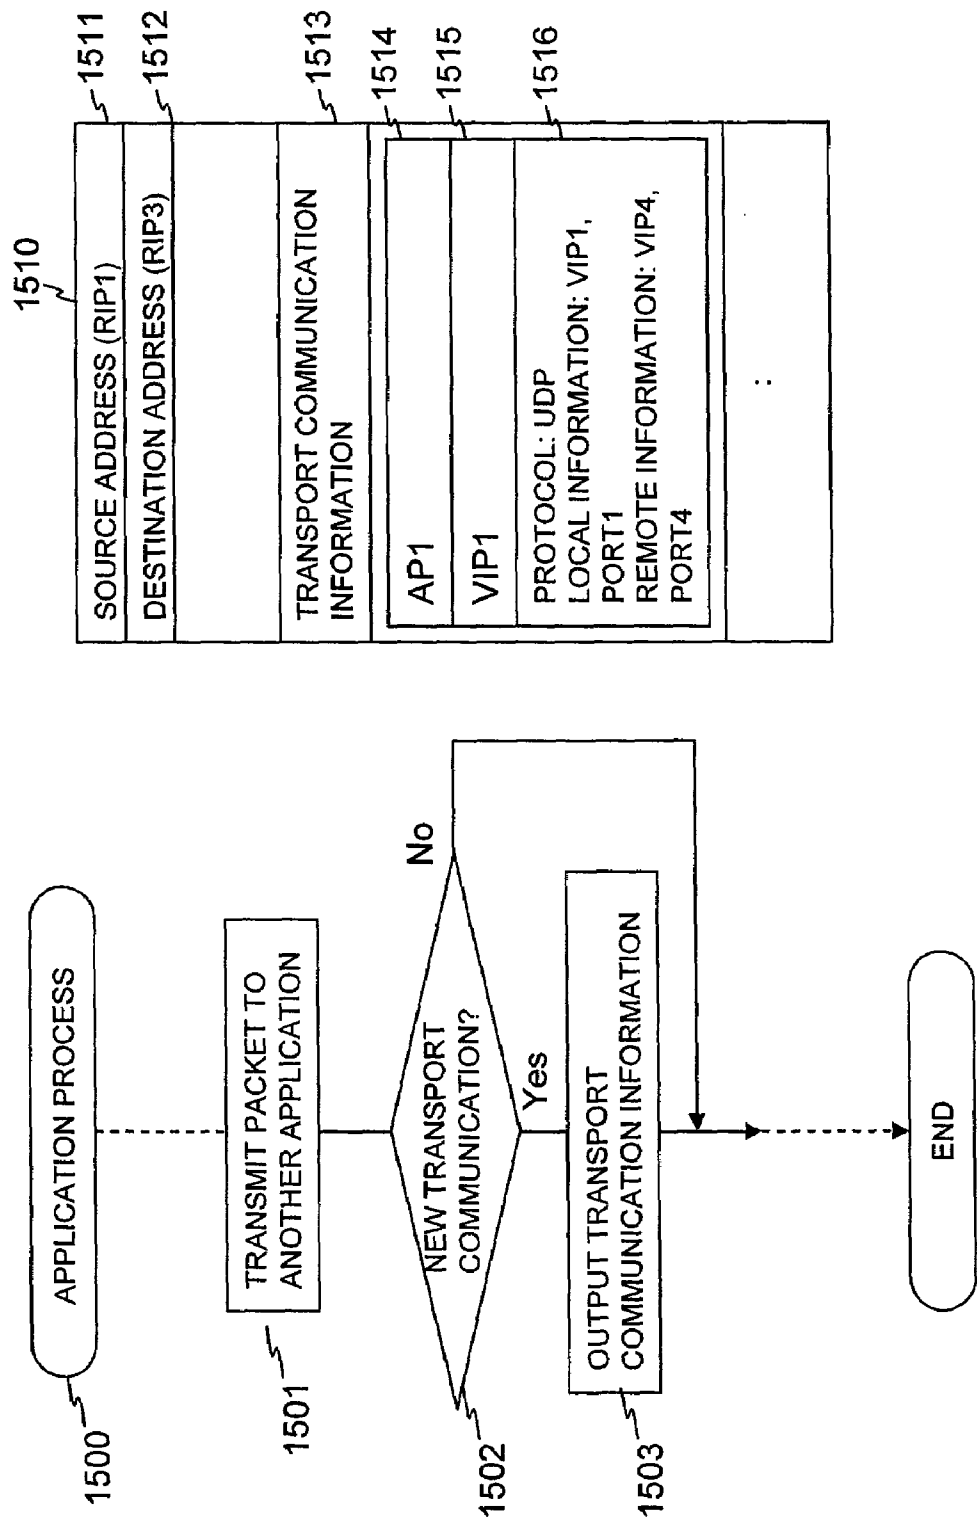 1500
APPLICATION PROCESS
1501
TRANSMIT PACKET TO
ANOTHER APPLICATION
1502
NEW TRANSPORT
COMMUNICATION?
No
Yes
1503
OUTPUT TRANSPORT
COMMUNICATION INFORMATION
END
1510
SOURCE ADDRESS (RIP1)
1511
DESTINATION ADDRESS (RIP3)
1512
TRANSPORT COMMUNICATION
INFORMATION
1513
AP1
1514
VIP1
1515
PROTOCOL: UDP
LOCAL INFORMATION: VIP1,
PORT1
REMOTE INFORMATION: VIP4,
PORT4
1516
: